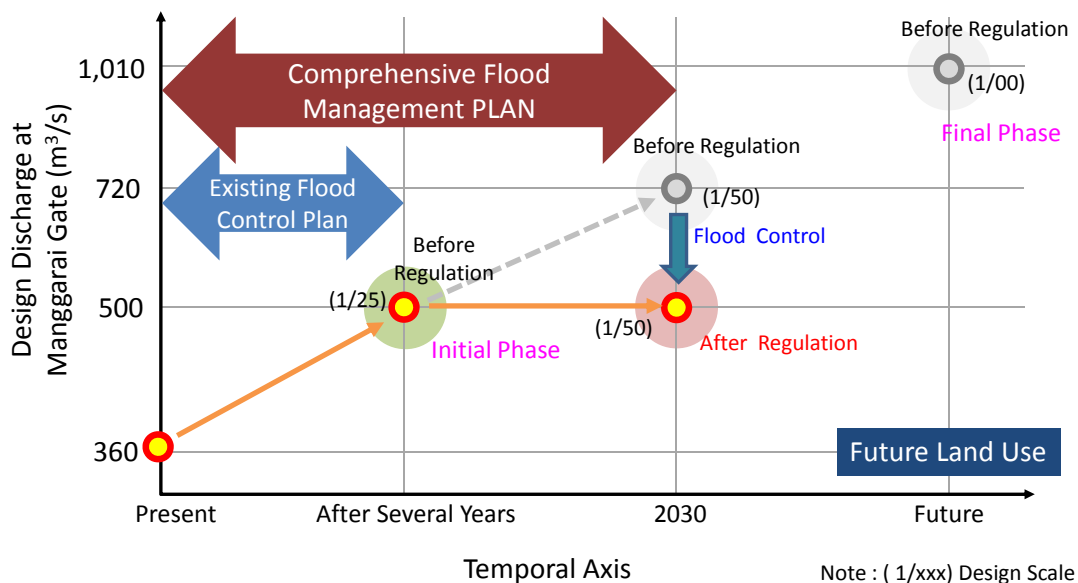 Before Regulation
1,010
Comprehensive Flood
Management PLAN
(1/00)
Final Phase
Before Regulation
720
Existing Flood
Control Plan
(1/50)
Flood Control
Before
Regulation
(1/25)
500
Initial Phase
(1/50)
After Regulation
360
Future Land Use
Design Discharge at
Manggarai Gate (m³/s)
Present
After Several Years
2030
Future
Temporal Axis
Note : ( 1/xxx) Design Scale